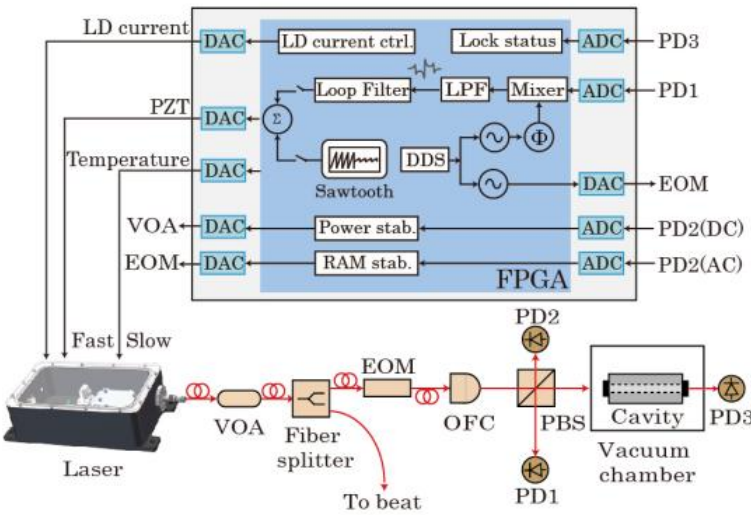 LD current
DAC
LD current ctrl.
Lock status
ADC
PD3
Loop Filter
LPF
Mixer
ADC
PD1
PZT
DAC
Σ
Φ
Temperature
DAC
Sawtooth
DDS
DAC
EOM
VOA
DAC
Power stab.
ADC
PD2(DC)
EOM
DAC
RAM stab.
ADC
PD2(AC)
FPGA
Fast
Slow
PD2
EOM
VOA
Fiber
splitter
OFC
PBS
Cavity
PD3
Vacuum
chamber
Laser
To beat
PD1